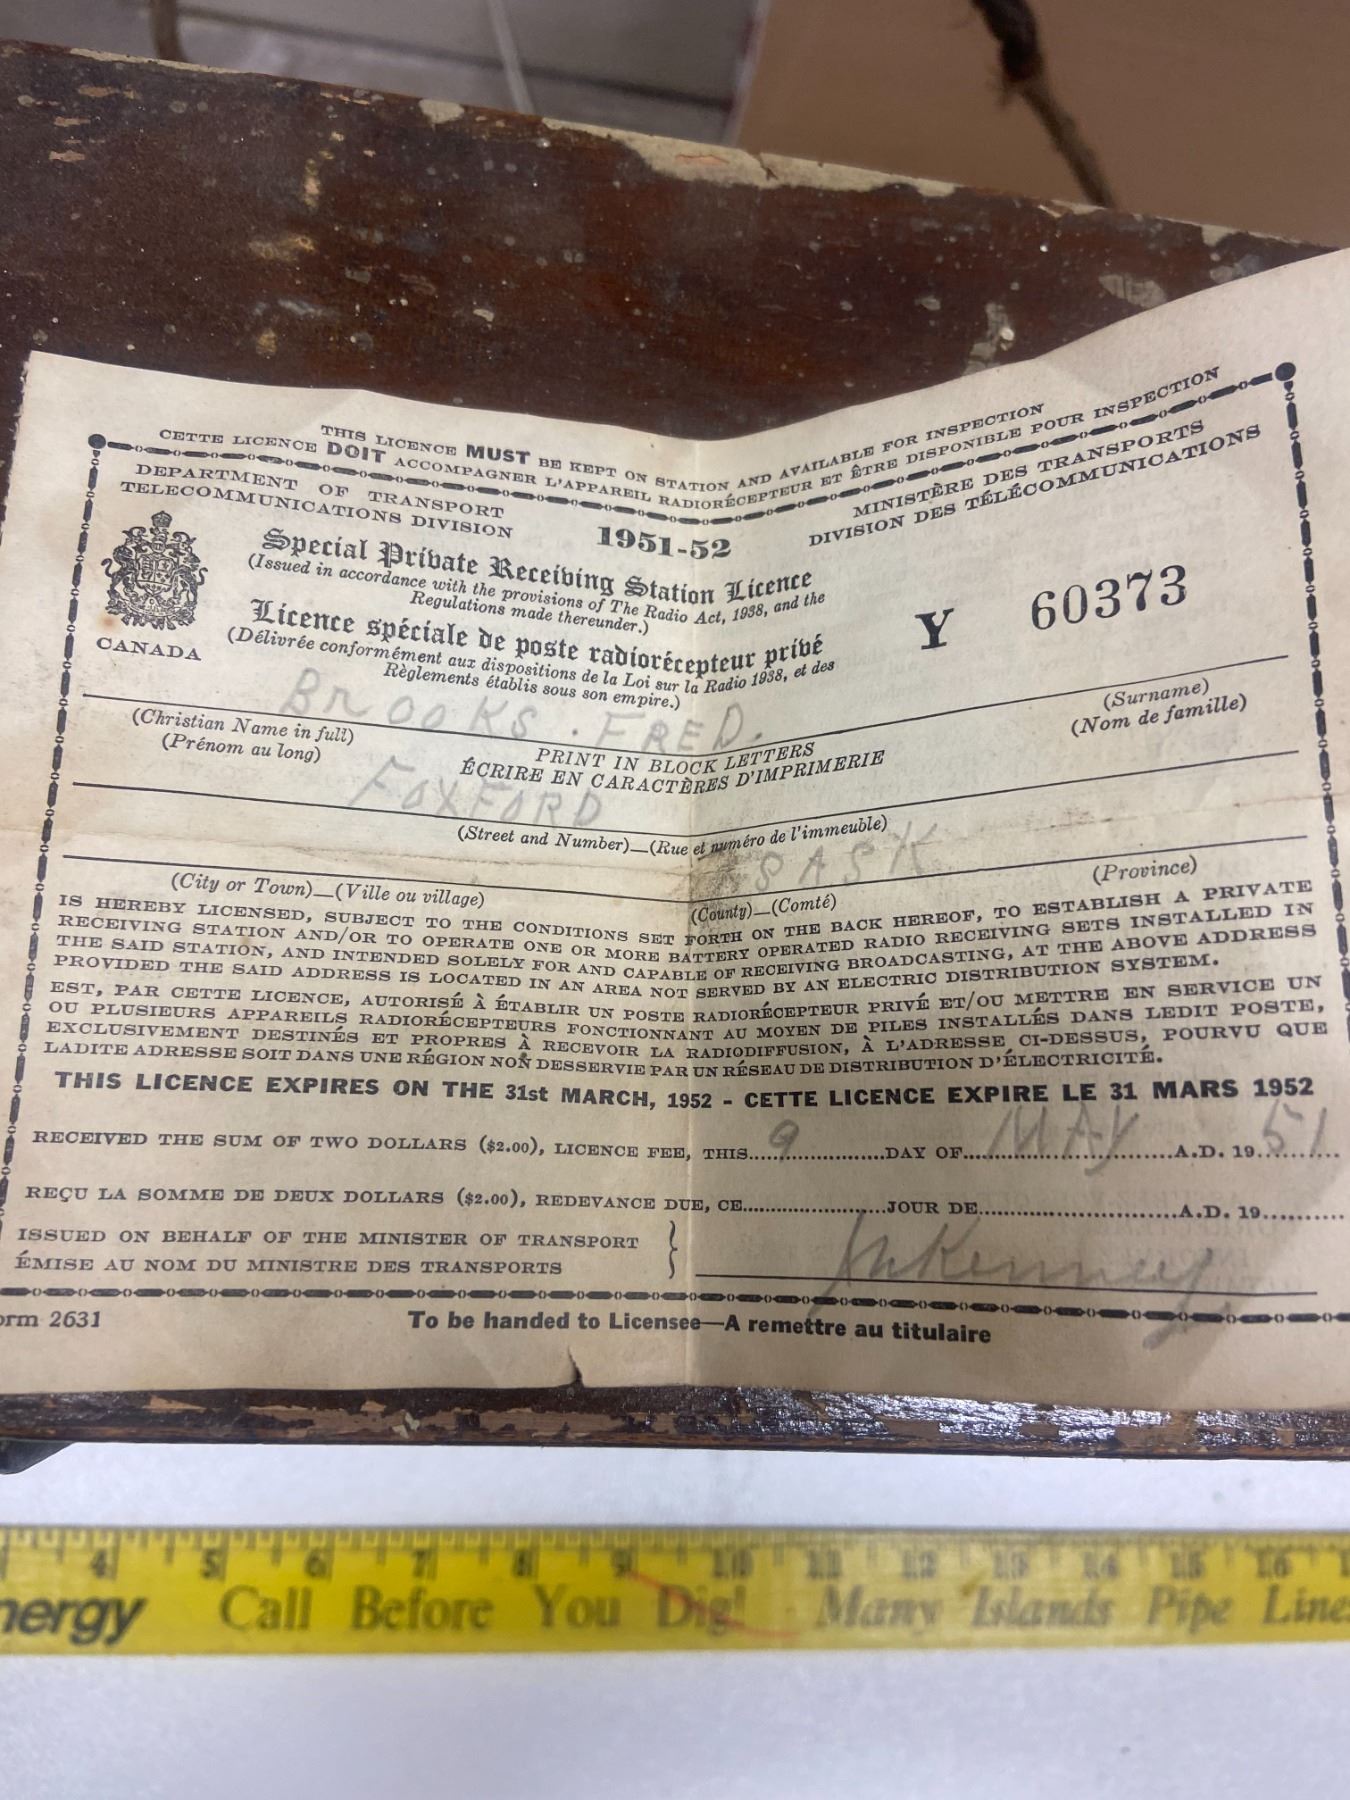 THIS LICENCE MUST BE KEPT ON STATION AND AVAILABLE FOR INSPECTION
CETTE LICENCE DOIT ACCOMPAGNER L'APPAREIL RADIORÉCEPTEUR ET ÊTRE DISPONIBLE POUR INSPECTION
DEPARTMENT OF TRANSPORT
TELECOMMUNICATIONS DIVISION
1951-52
MINISTÈRE DES TRANSPORTS
DIVISION DES TÉLÉCOMMUNICATIONS
CANADA
Special Private Receiving Station Licence
(Issued in accordance with the provisions of The Radio Act, 1938, and the
Regulations made thereunder.)
Licence spéciale de poste radiorécepteur privé
(Délivrée conformément aux dispositions de la Loi sur la Radio 1938, et des
Règlements établis sous son empire.)
Y 60373
BROOKS . FRED.
(Christian Name in full)
(Prénom au long)
PRINT IN BLOCK LETTERS
ÉCRIRE EN CARACTÈRES D'IMPRIMERIE
(Surname)
(Nom de famille)
FOXFORD
(Street and Number)—(Rue et numéro de l'immeuble)
SASK
(City or Town)—(Ville ou village)
(County)—(Comté)
(Province)
IS HEREBY LICENSED, SUBJECT TO THE CONDITIONS SET FORTH ON THE BACK HEREOF, TO ESTABLISH A PRIVATE
RECEIVING STATION AND/OR TO OPERATE ONE OR MORE BATTERY OPERATED RADIO RECEIVING SETS INSTALLED IN
THE SAID STATION, AND INTENDED SOLELY FOR AND CAPABLE OF RECEIVING BROADCASTING, AT THE ABOVE ADDRESS
PROVIDED THE SAID ADDRESS IS LOCATED IN AN AREA NOT SERVED BY AN ELECTRIC DISTRIBUTION SYSTEM.
EST, PAR CETTE LICENCE, AUTORISÉ À ÉTABLIR UN POSTE RADIORÉCEPTEUR PRIVÉ ET/OU METTRE EN SERVICE UN
OU PLUSIEURS APPAREILS RADIORÉCEPTEURS FONCTIONNANT AU MOYEN DE PILES INSTALLÉS DANS LEDIT POSTE,
EXCLUSIVEMENT DESTINÉS ET PROPRES À RECEVOIR LA RADIODIFFUSION, À L'ADRESSE CI-DESSUS, POURVU QUE
LADITE ADRESSE SOIT DANS UNE RÉGION NON DESSERVIE PAR UN RÉSEAU DE DISTRIBUTION D'ÉLECTRICITÉ.
THIS LICENCE EXPIRES ON THE 31st MARCH, 1952 - CETTE LICENCE EXPIRE LE 31 MARS 1952
RECEIVED THE SUM OF TWO DOLLARS ($2.00), LICENCE FEE, THIS 9 DAY OF MAY A.D. 19 51
REÇU LA SOMME DE DEUX DOLLARS ($2.00), REDEVANCE DUE, CE JOUR DE A.D. 19
ISSUED ON BEHALF OF THE MINISTER OF TRANSPORT
ÉMISE AU NOM DU MINISTRE DES TRANSPORTS
orm 2631
To be handed to Licensee—A remettre au titulaire
4 5 6 7 8 9 10 11 12 13 14 15 16
nergy Call Before You Dig! Many Islands Pipe Line